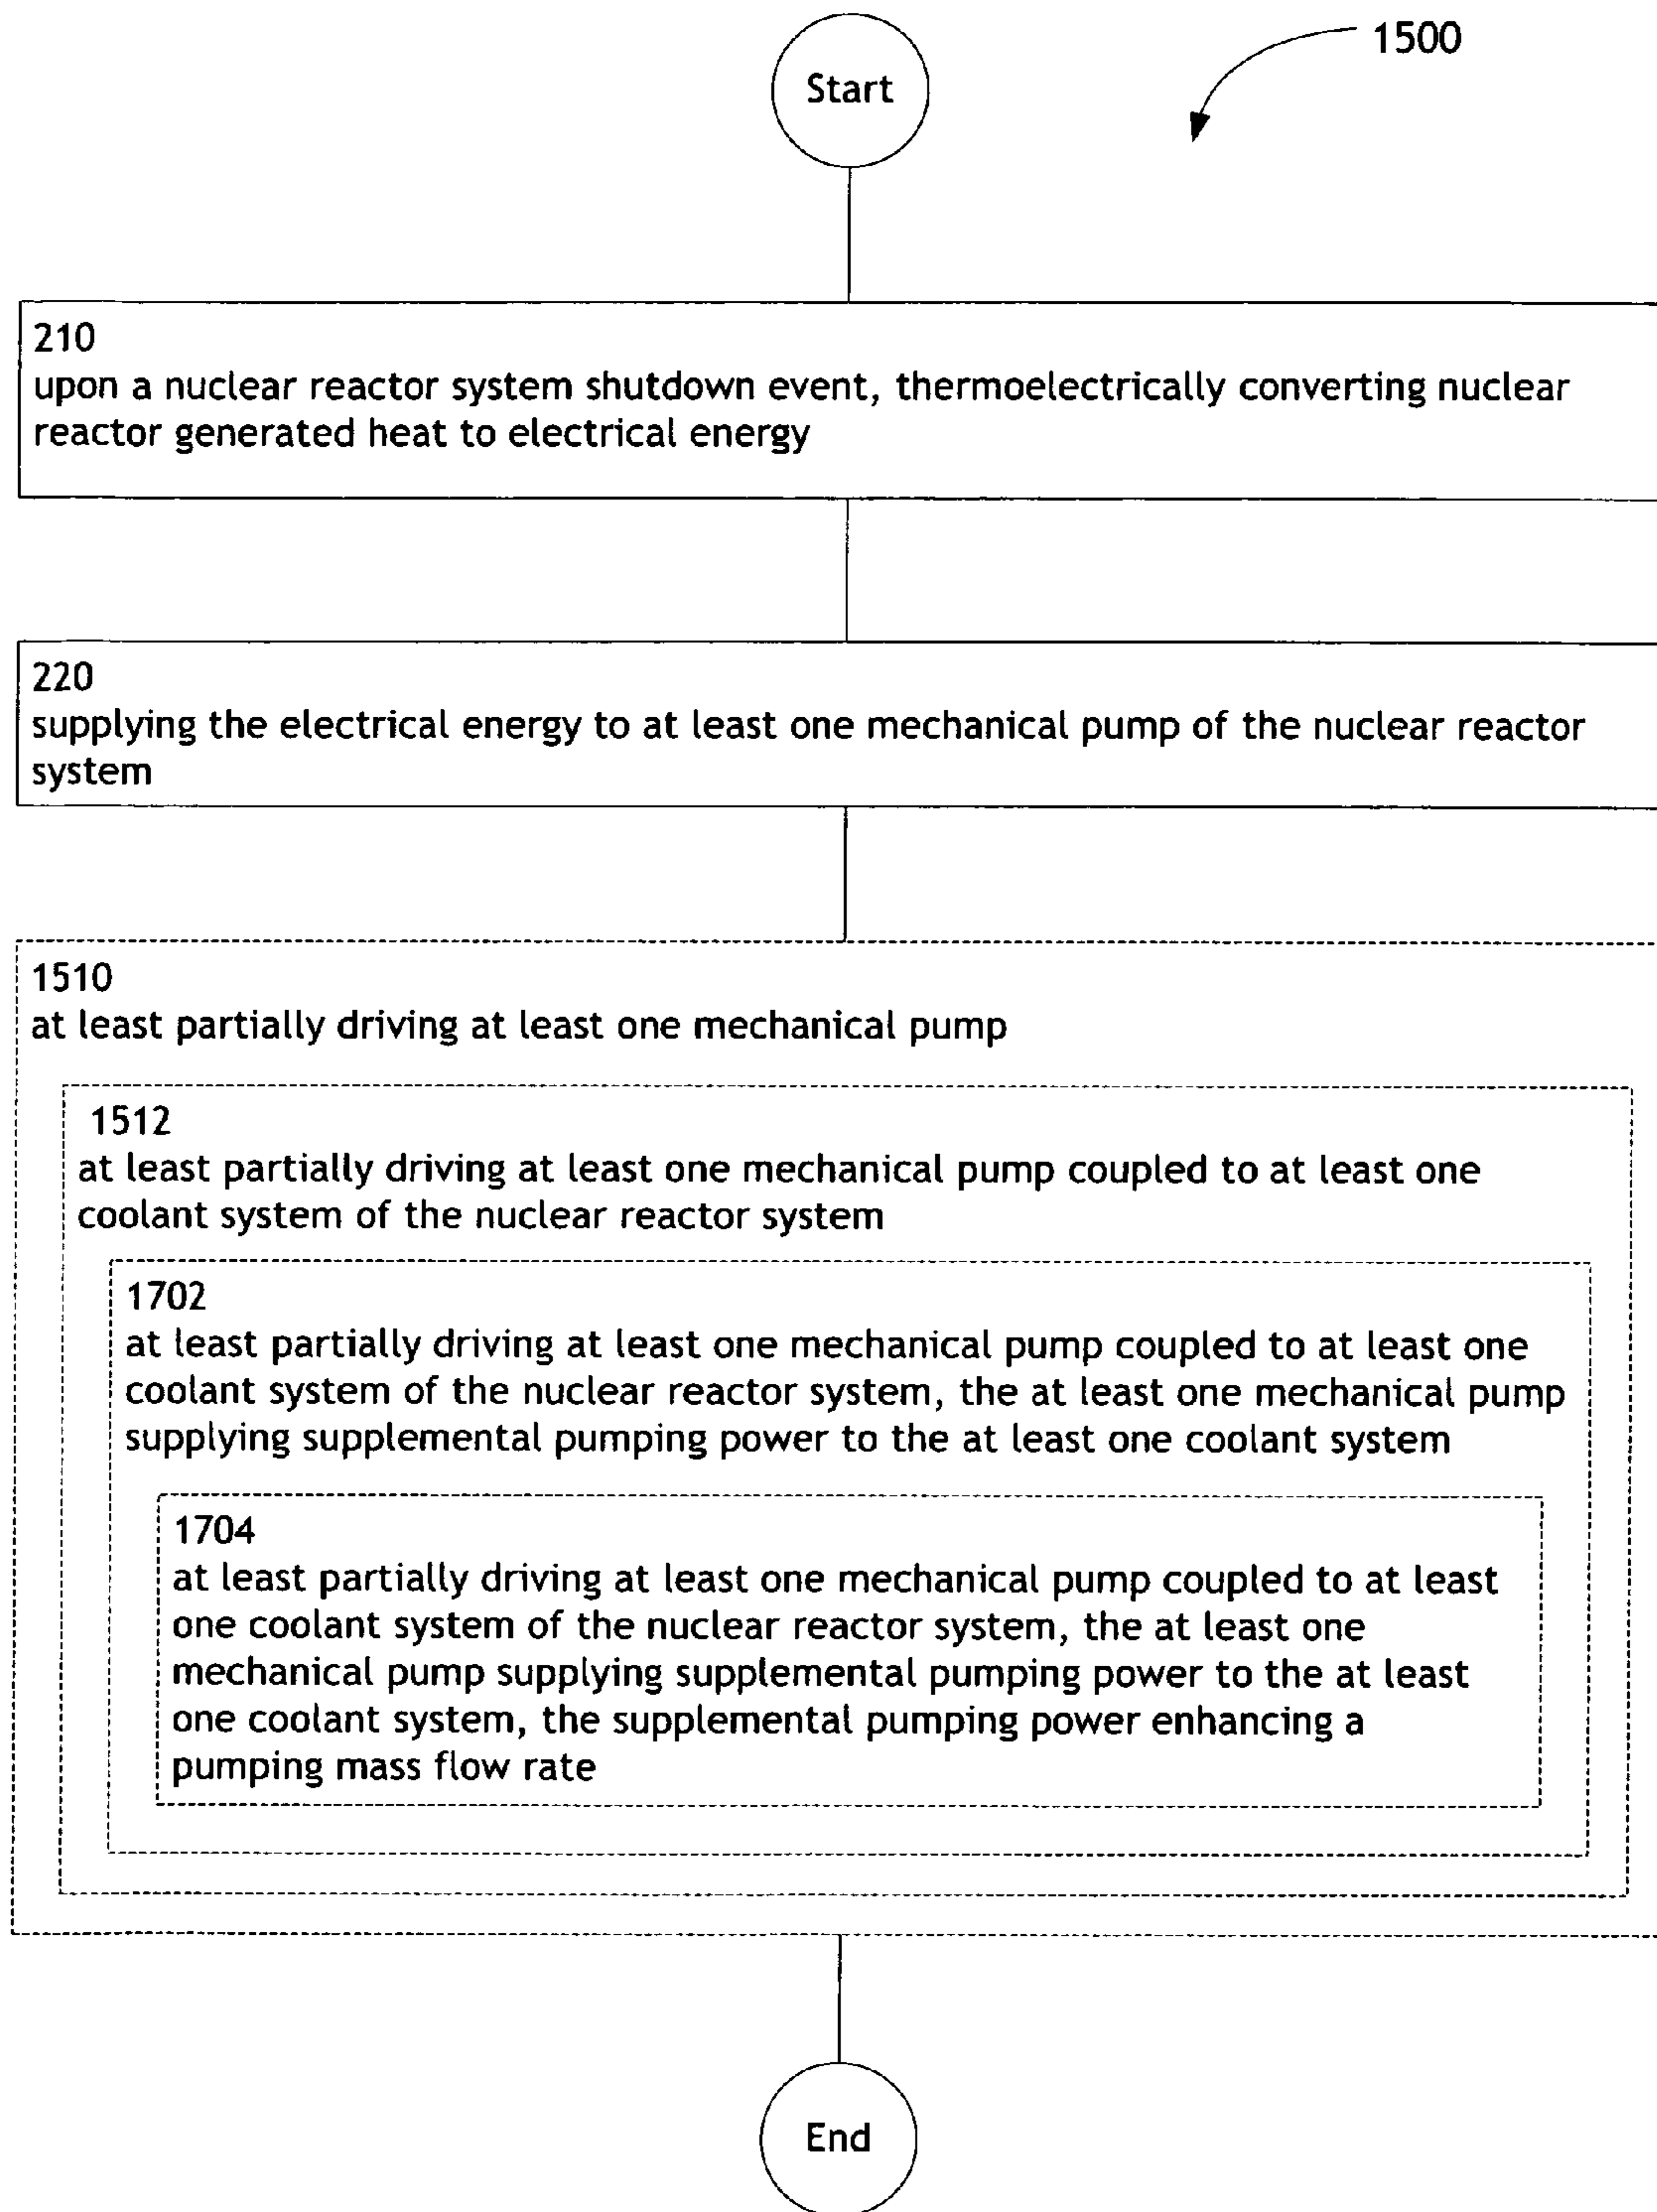 1500
Start
210
upon a nuclear reactor system shutdown event, thermoelectrically converting nuclear
reactor generated heat to electrical energy
220
supplying the electrical energy to at least one mechanical pump of the nuclear reactor
system
1510
at least partially driving at least one mechanical pump
1512
at least partially driving at least one mechanical pump coupled to at least one
coolant system of the nuclear reactor system
1702
at least partially driving at least one mechanical pump coupled to at least one
coolant system of the nuclear reactor system, the at least one mechanical pump
supplying supplemental pumping power to the at least one coolant system
1704
at least partially driving at least one mechanical pump coupled to at least
one coolant system of the nuclear reactor system, the at least one
mechanical pump supplying supplemental pumping power to the at least
one coolant system, the supplemental pumping power enhancing a
pumping mass flow rate
End